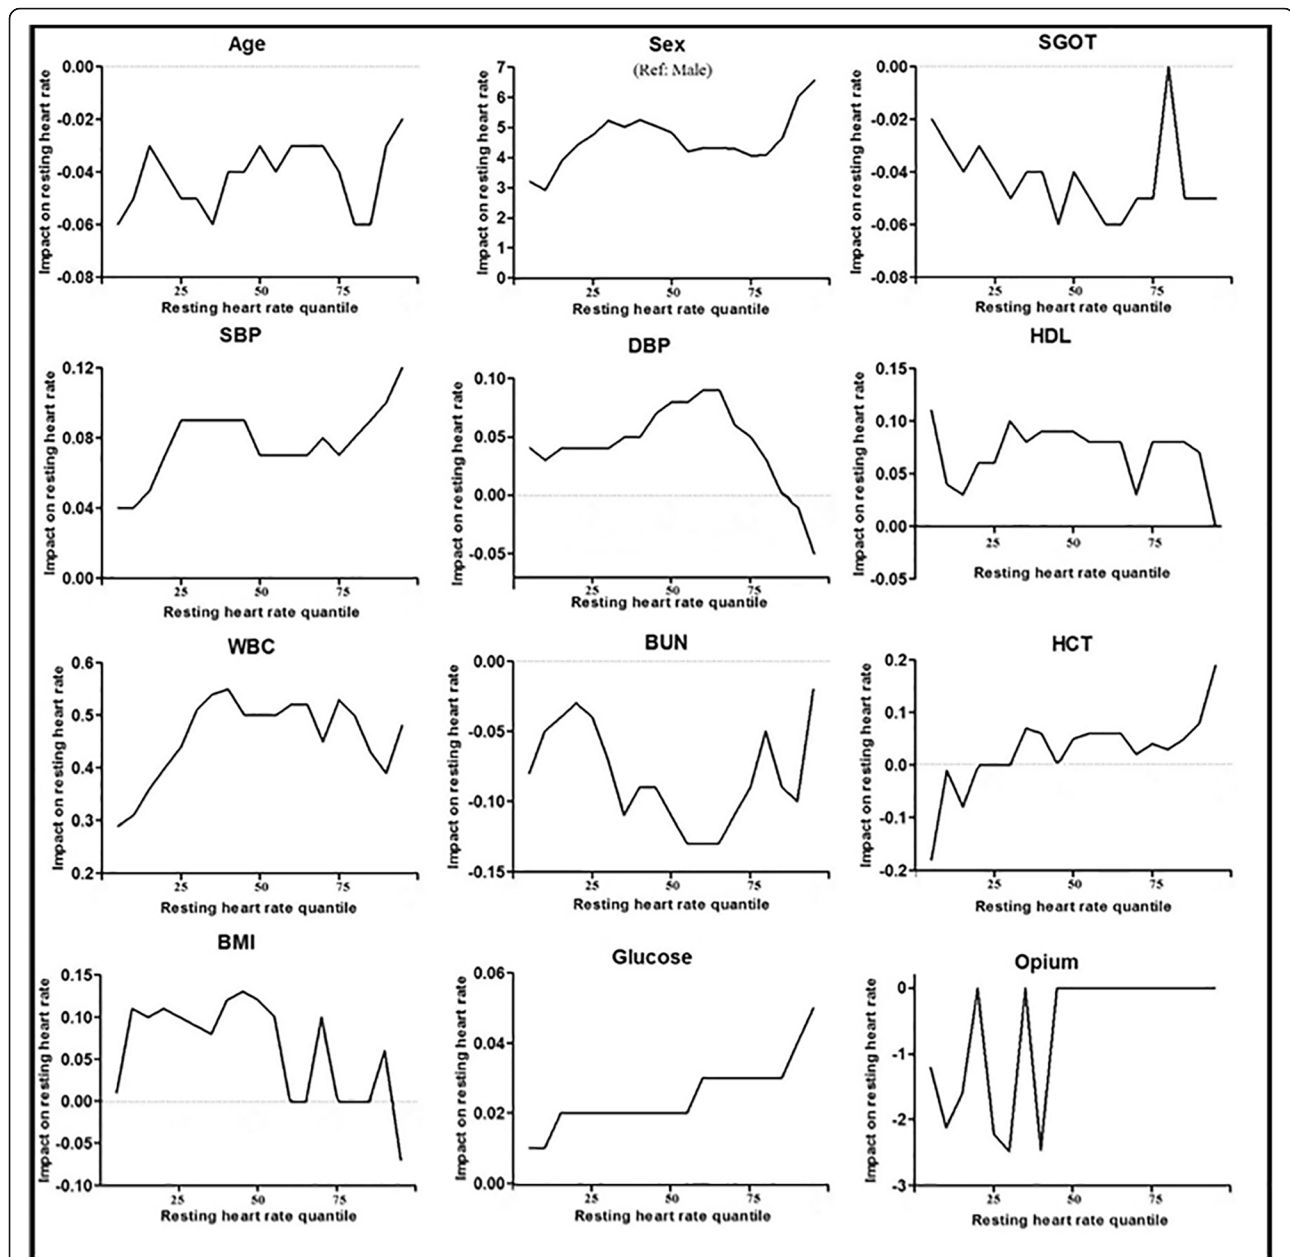 Age
Impact on resting heart rate
0.00
-0.02
-0.04
-0.06
-0.08
25 50 75
Resting heart rate quantile
Sex
(Ref: Male)
Impact on resting heart rate
7
6
5
4
3
2
1
0
25 50 75
Resting heart rate quantile
SGOT
Impact on resting heart rate
0.00
-0.02
-0.04
-0.06
-0.08
25 50 75
Resting heart rate quantile
SBP
Impact on resting heart rate
0.12
0.08
0.04
0.00
25 50 75
Resting heart rate quantile
DBP
Impact on resting heart rate
0.10
0.05
0.00
-0.05
25 50 75
Resting heart rate quantile
HDL
Impact on resting heart rate
0.15
0.10
0.05
0.00
-0.05
25 50 75
Resting heart rate quantile
WBC
Impact on resting heart rate
0.6
0.5
0.4
0.3
0.2
25 50 75
Resting heart rate quantile
BUN
Impact on resting heart rate
0.00
-0.05
-0.10
-0.15
25 50 75
Resting heart rate quantile
HCT
Impact on resting heart rate
0.2
0.1
0.0
-0.1
-0.2
25 50 75
Resting heart rate quantile
BMI
Impact on resting heart rate
0.15
0.10
0.05
0.00
-0.05
-0.10
25 50 75
Resting heart rate quantile
Glucose
Impact on resting heart rate
0.06
0.04
0.02
0.00
25 50 75
Resting heart rate quantile
Opium
Impact on resting heart rate
0
-1
-2
-3
25 50 75
Resting heart rate quantile